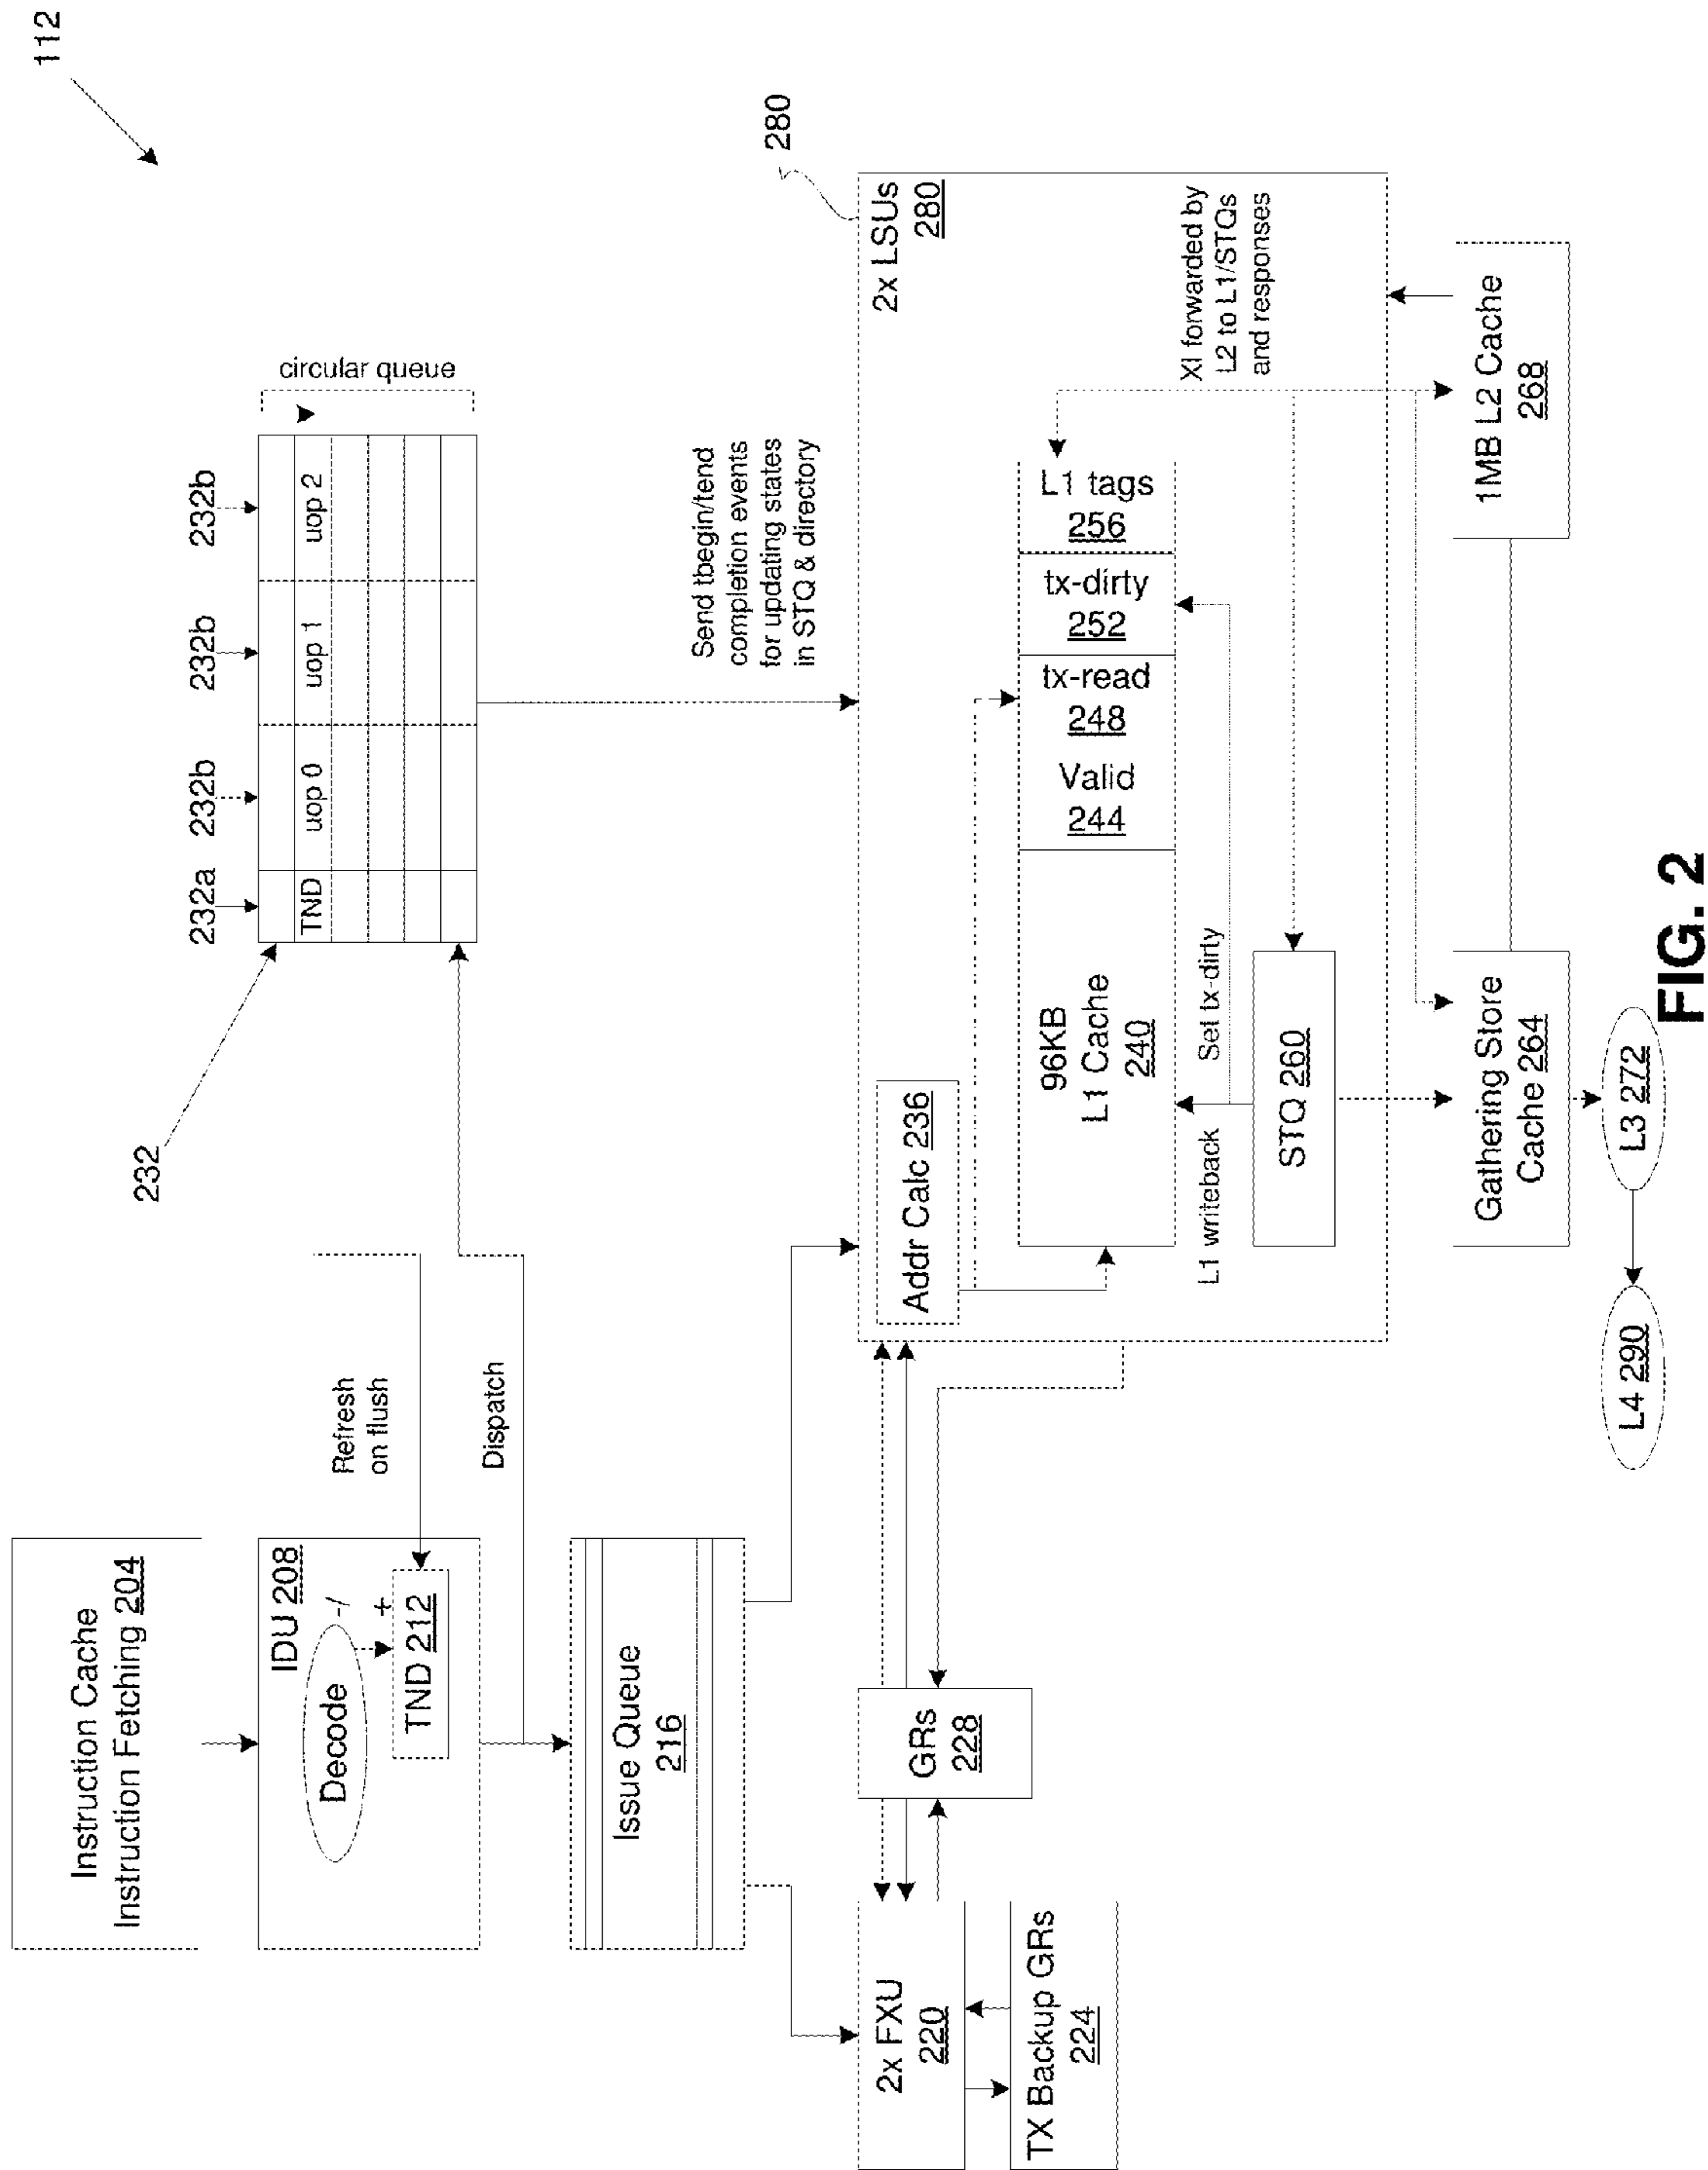 112
Instruction Cache
Instruction Fetching 204
IDU 208
Decode
-/
+
TND 212
Refresh
on flush
Dispatch
Issue Queue
216
232
232a
232b
232b
232b
TND
uop 0
uop 1
uop 2
circular queue
Send tbegin/tend
completion events
for updating states
in STQ & directory
2x FXU
220
TX Backup GRs
224
GRs
228
280
2x LSUs
280
Addr Calc 236
96KB
L1 Cache
240
Valid
244
tx-read
248
tx-dirty
252
L1 tags
256
L1 writeback
Set tx-dirty
STQ 260
XI forwarded by
L2 to L1/STQs
and responses
Gathering Store
Cache 264
1MB L2 Cache
268
L3 272
L4 290
FIG. 2